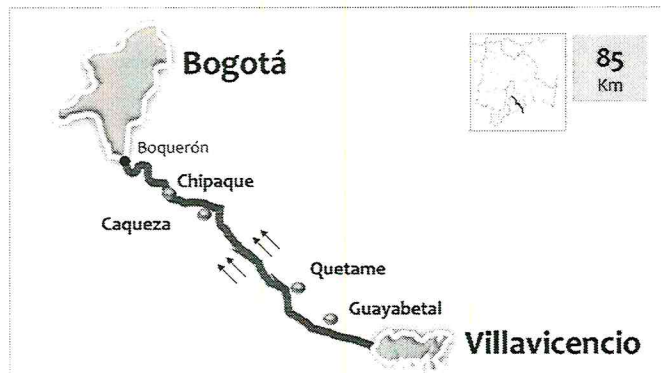 Bogotá
85
Km
Boquerón
Chipaque
Caqueza
Quetame
Guayabetal
Villavicencio